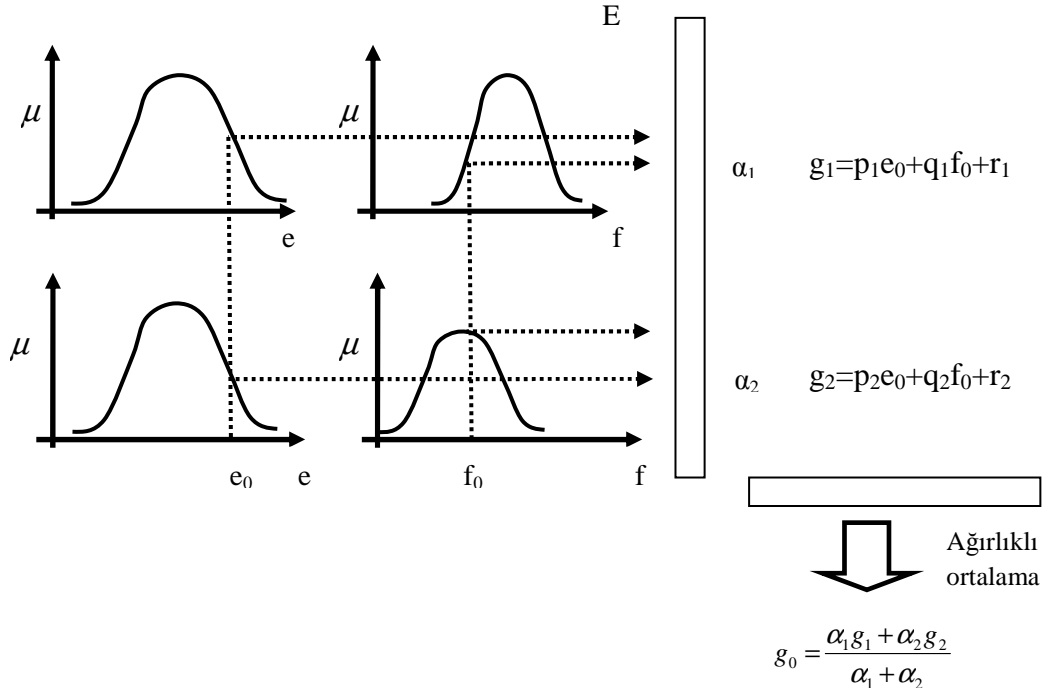 E
μ
μ
α₁ g₁=p₁e₀+q₁f₀+r₁
e
f
μ
μ
α₂ g₂=p₂e₀+q₂f₀+r₂
e₀ e
f₀ f
Ağırlıklı
ortalama
g₀ = (α₁g₁ + α₂g₂) / (α₁ + α₂)